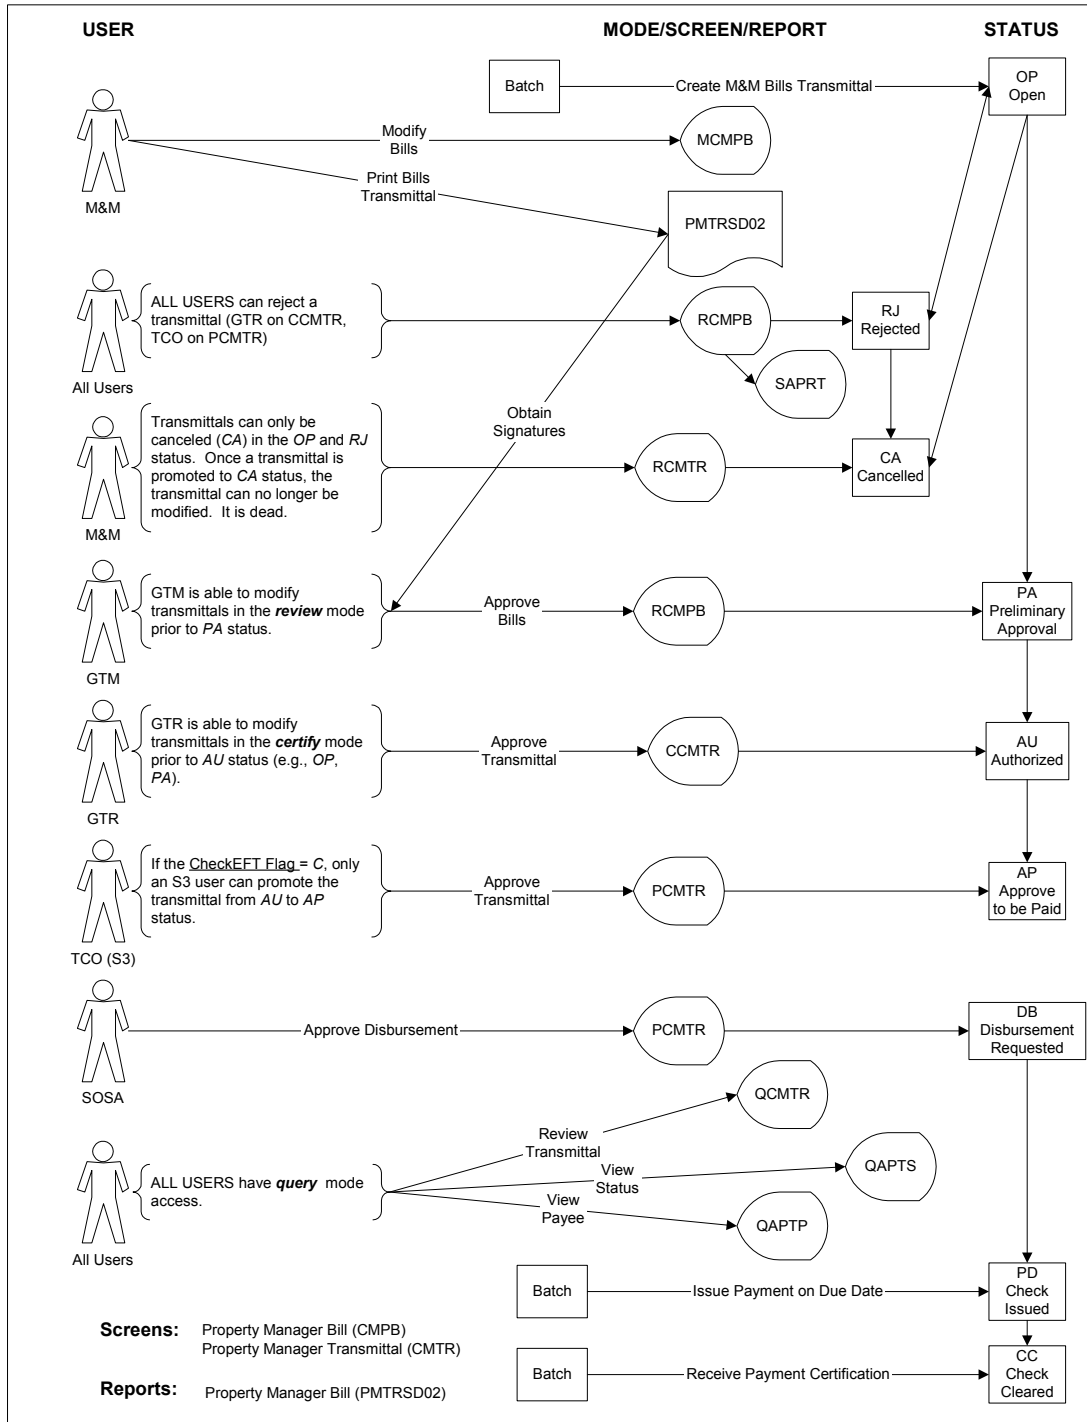 USER
MODE/SCREEN/REPORT
STATUS
Batch
Create M&M Bills Transmittal
OP
Open
Modify
Bills
MCMPB
Print Bills
Transmittal
M&M
PMTRSD02
ALL USERS can reject a
transmittal (GTR on CCMTR,
TCO on PCMTR)
All Users
RCMPB
RJ
Rejected
SAPRT
Obtain
Signatures
Transmittals can only be
canceled (CA) in the OP and RJ
status. Once a transmittal is
promoted to CA status, the
transmittal can no longer be
modified. It is dead.
M&M
RCMTR
CA
Cancelled
GTM is able to modify
transmittals in the review mode
prior to PA status.
GTM
Approve
Bills
RCMPB
PA
Preliminary
Approval
GTR is able to modify
transmittals in the certify mode
prior to AU status (e.g., OP,
PA).
GTR
Approve
Transmittal
CCMTR
AU
Authorized
If the CheckEFT Flag = C, only
an S3 user can promote the
transmittal from AU to AP
status.
TCO (S3)
Approve
Transmittal
PCMTR
AP
Approve
to be Paid
SOSA
Approve Disbursement
PCMTR
DB
Disbursement
Requested
ALL USERS have query mode
access.
All Users
Review
Transmittal
QCMTR
View
Status
QAPTS
View
Payee
QAPTP
Batch
Issue Payment on Due Date
PD
Check
Issued
Screens: Property Manager Bill (CMPB)
Property Manager Transmittal (CMTR)
Batch
Receive Payment Certification
CC
Check
Cleared
Reports: Property Manager Bill (PMTRSD02)